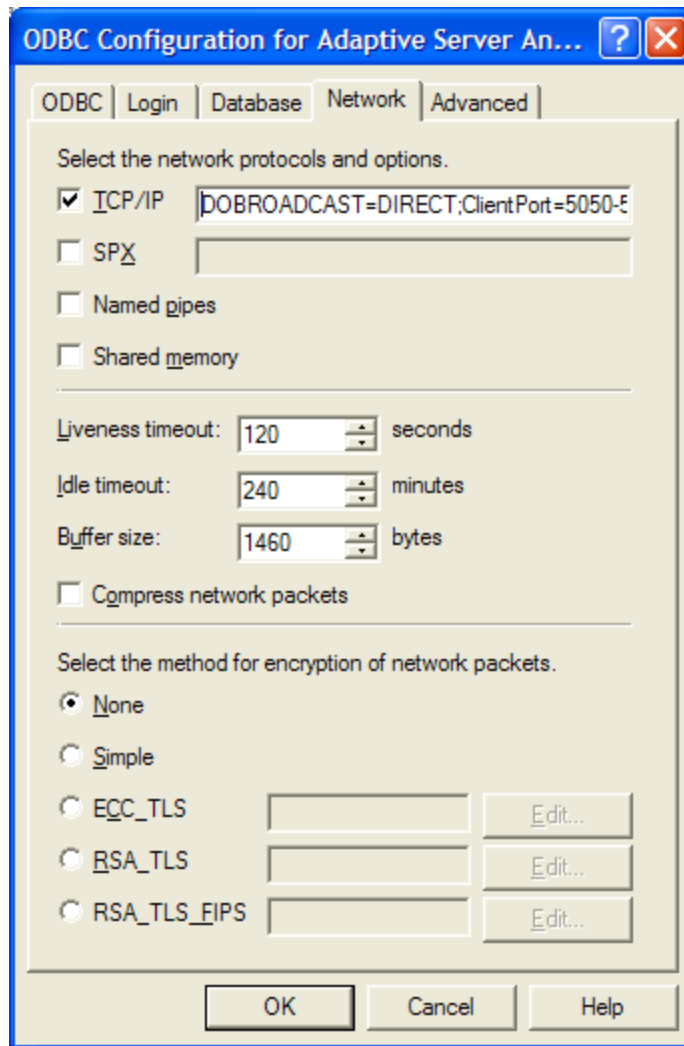 ODBC Configuration for Adaptive Server An...
ODBC Login Database Network Advanced
Select the network protocols and options.
TCP/IP DOBROADCAST=DIRECT;ClientPort=5050-5
SPX
Named pipes
Shared memory
Liveness timeout: 120 seconds
Idle timeout: 240 minutes
Buffer size: 1460 bytes
Compress network packets
Select the method for encryption of network packets.
None
Simple
ECC_TLS Edit...
RSA_TLS Edit...
RSA_TLS_FIPS Edit...
OK Cancel Help